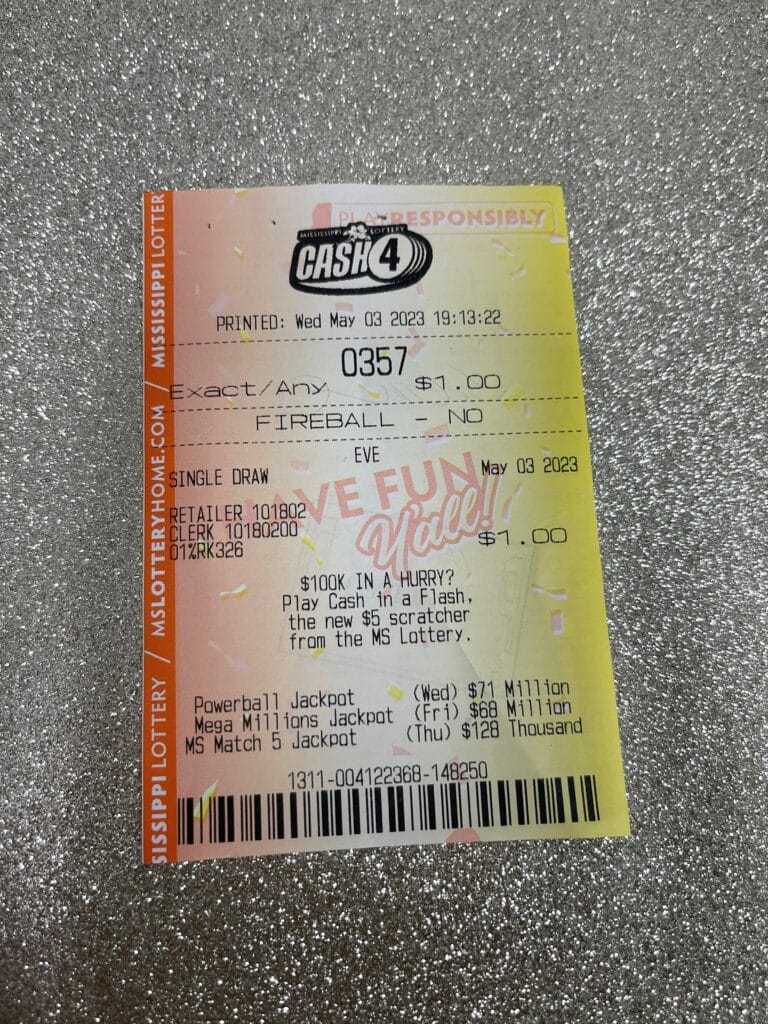 PLAY RESPONSIBLY
MISSISSIPPI LOTTERY
CASH 4
PRINTED: Wed May 03 2023 19:13:22
0357
Exact/Any $1.00
FIREBALL - NO
EVE
SINGLE DRAW May 03 2023
HAVE FUN
Y'all!
RETAILER 101802
CLERK 10180200
01%RK326
$1.00
$100K IN A HURRY?
Play Cash in a Flash,
the new $5 scratcher
from the MS Lottery.
Powerball Jackpot (Wed) $71 Million
Mega Millions Jackpot (Fri) $68 Million
MS Match 5 Jackpot (Thu) $128 Thousand
1311-004122368-148250
SISSIPPI LOTTERY / MSLOTTERYHOME.COM / MISSISSIPPI LOTTER